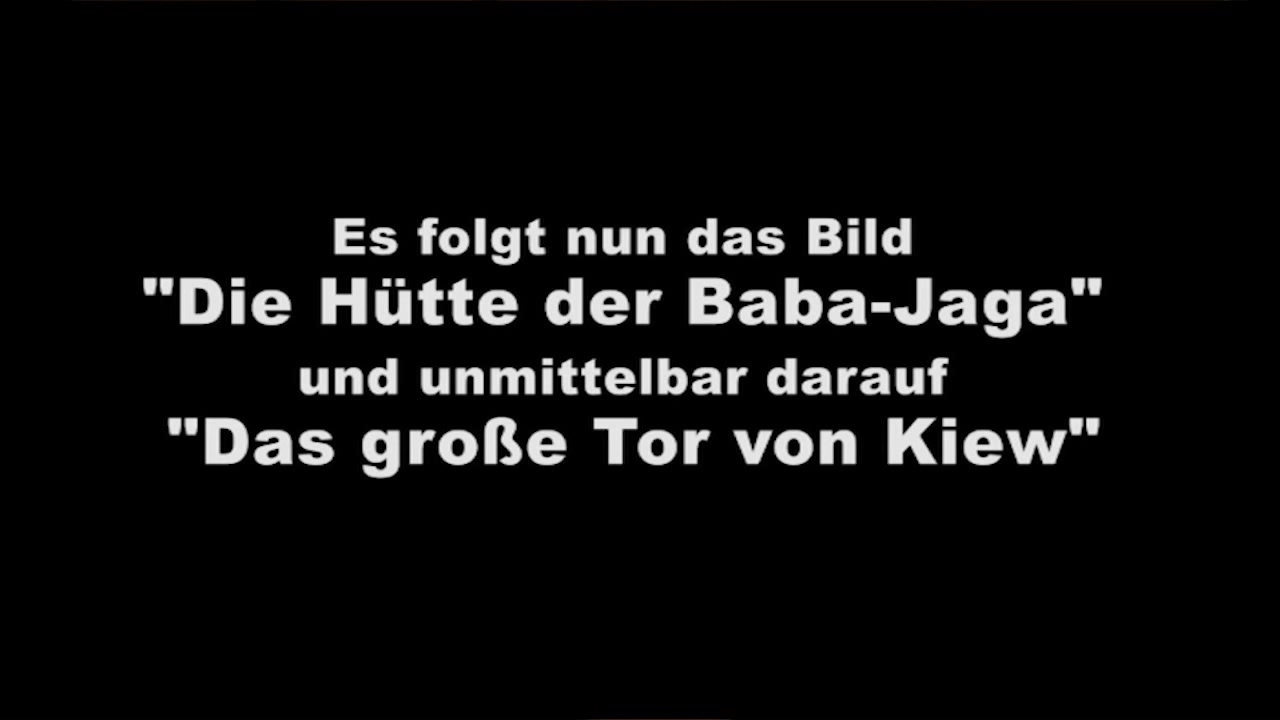 Es folgt nun das Bild
"Die Hütte der Baba-Jaga"
und unmittelbar darauf
"Das große Tor von Kiew"